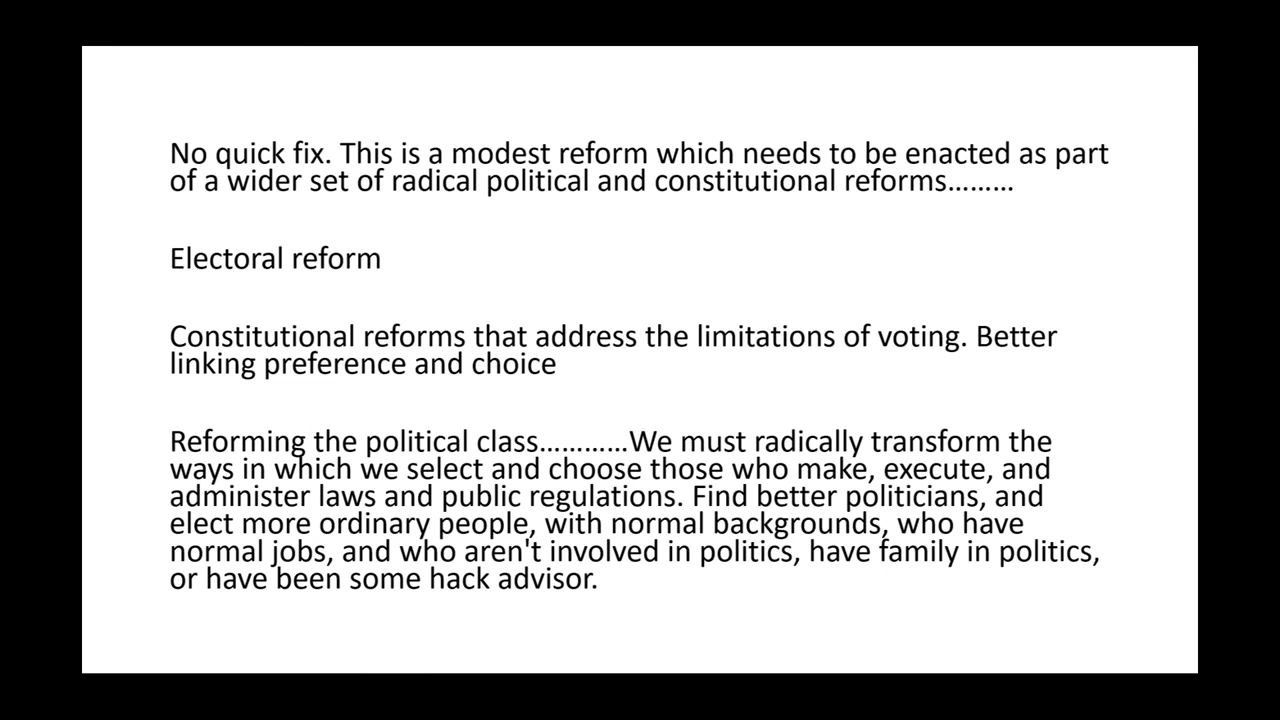 No quick fix. This is a modest reform which needs to be enacted as part
of a wider set of radical political and constitutional reforms………
Electoral reform
Constitutional reforms that address the limitations of voting. Better
linking preference and choice
Reforming the political class…………We must radically transform the
ways in which we select and choose those who make, execute, and
administer laws and public regulations. Find better politicians, and
elect more ordinary people, with normal backgrounds, who have
normal jobs, and who aren't involved in politics, have family in politics,
or have been some hack advisor.